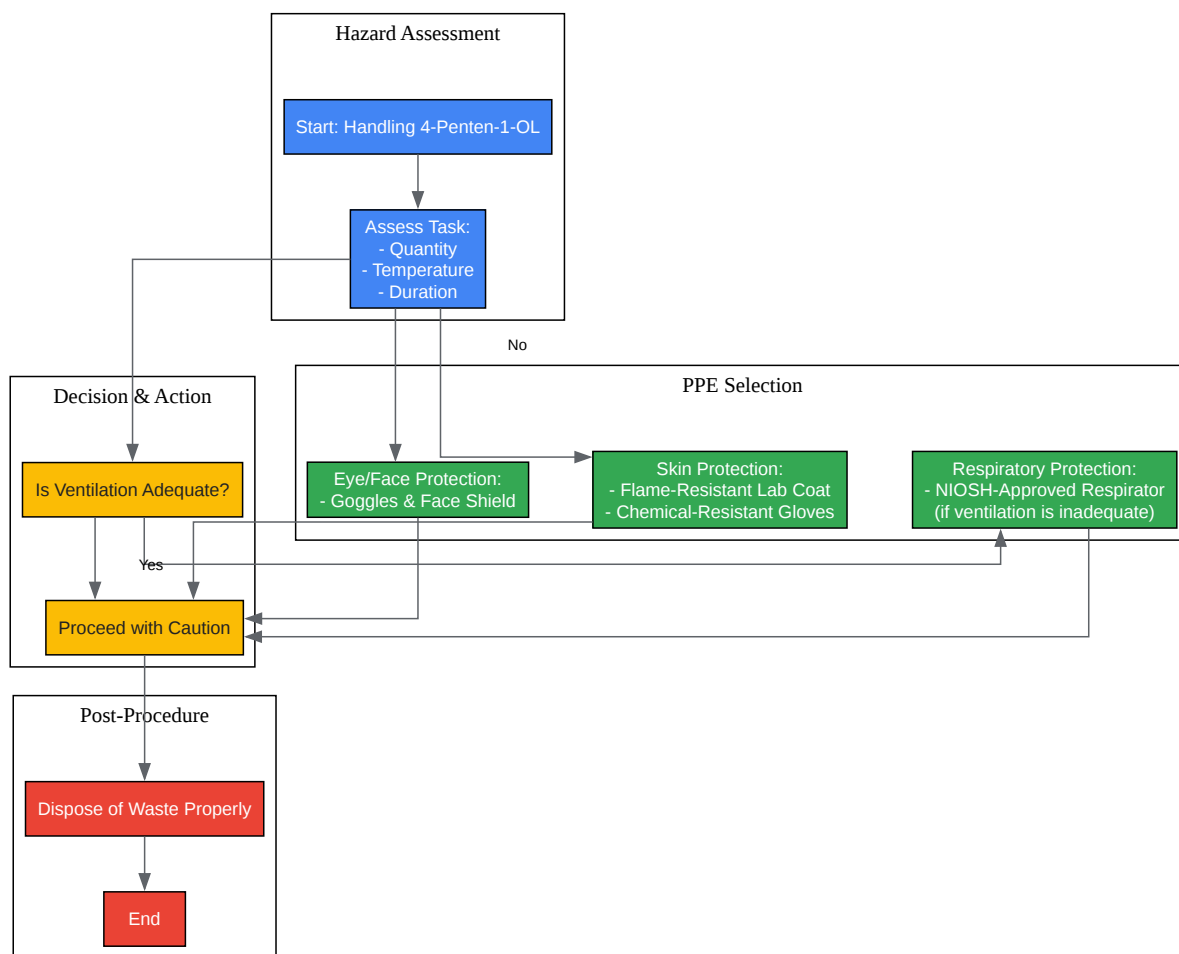 Hazard Assessment
Start: Handling 4-Penten-1-OL
Assess Task:
- Quantity
- Temperature
- Duration
No
Decision & Action
PPE Selection
Is Ventilation Adequate?
Eye/Face Protection:
- Goggles & Face Shield
Skin Protection:
- Flame-Resistant Lab Coat
- Chemical-Resistant Gloves
Respiratory Protection:
- NIOSH-Approved Respirator
(if ventilation is inadequate)
Yes
Proceed with Caution
Post-Procedure
Dispose of Waste Properly
End